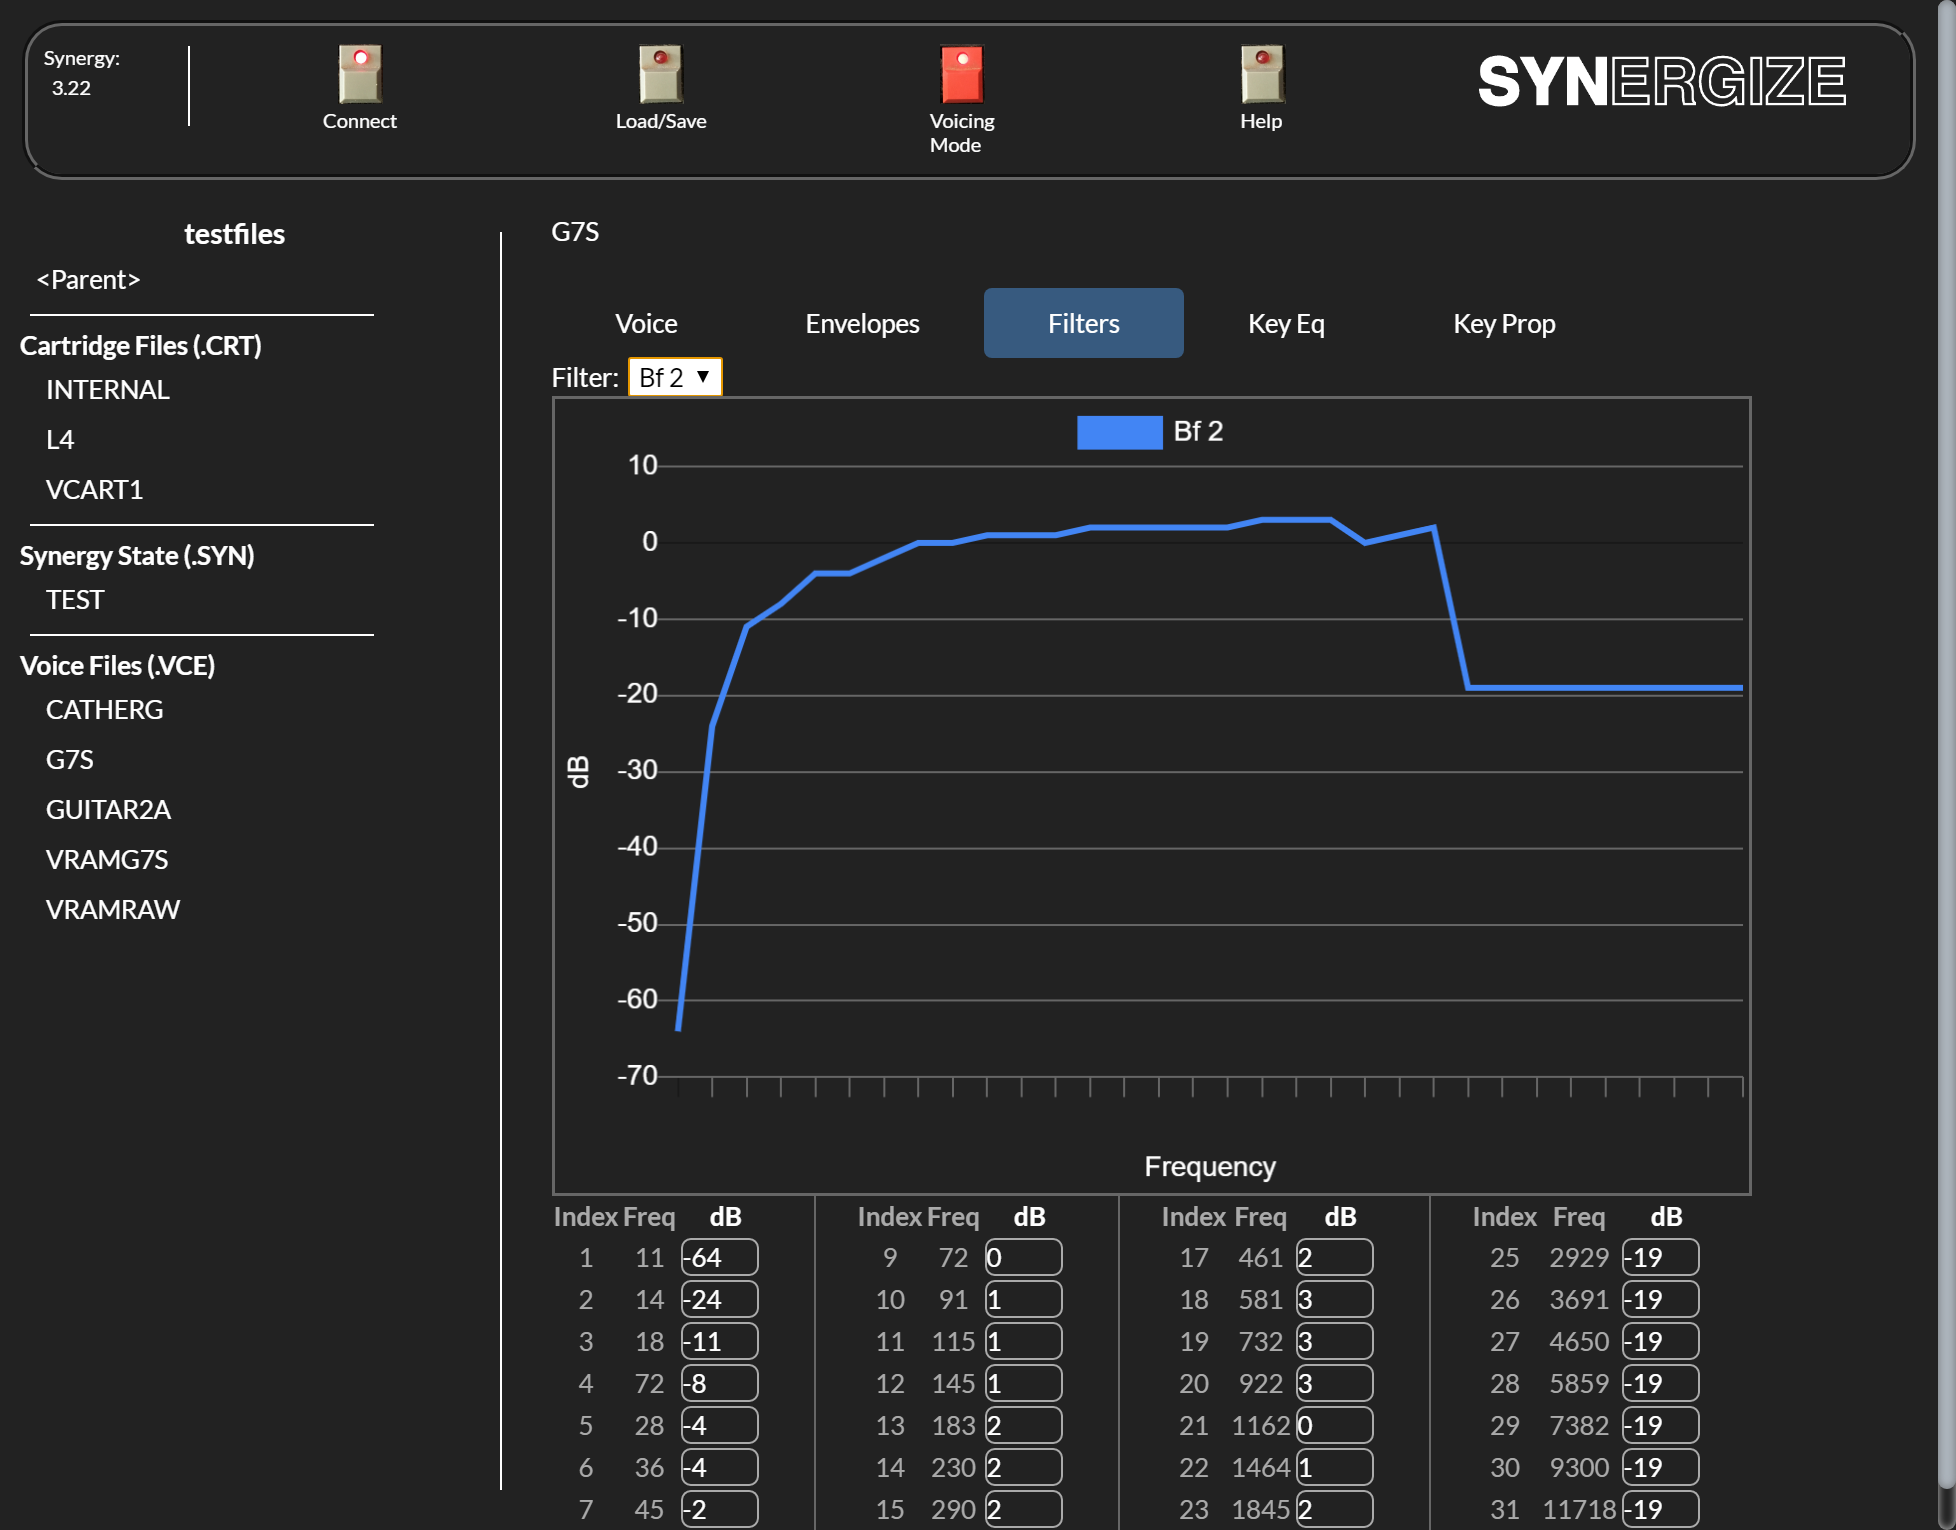 Synergy:
3.22
Connect
Load/Save
Voicing
Mode
Help
SYNERGIZE
testfiles
<Parent>
Cartridge Files (.CRT)
INTERNAL
L4
VCART1
Synergy State (.SYN)
TEST
Voice Files (.VCE)
CATHERG
G7S
GUITAR2A
VRAMG7S
VRAMRAW
G7S
Voice Envelopes Filters Key Eq Key Prop
Filter: Bf 2 ▼
Bf 2
10
0
-10
-20
-30
-40
-50
-60
-70
dB
Frequency
Index Freq dB Index Freq dB Index Freq dB Index Freq dB
1 11 -64 9 72 0 17 461 2 25 2929 -19
2 14 -24 10 91 1 18 581 3 26 3691 -19
3 18 -11 11 115 1 19 732 3 27 4650 -19
4 72 -8 12 145 1 20 922 3 28 5859 -19
5 28 -4 13 183 2 21 1162 0 29 7382 -19
6 36 -4 14 230 2 22 1464 1 30 9300 -19
7 45 -2 15 290 2 23 1845 2 31 11718 -19